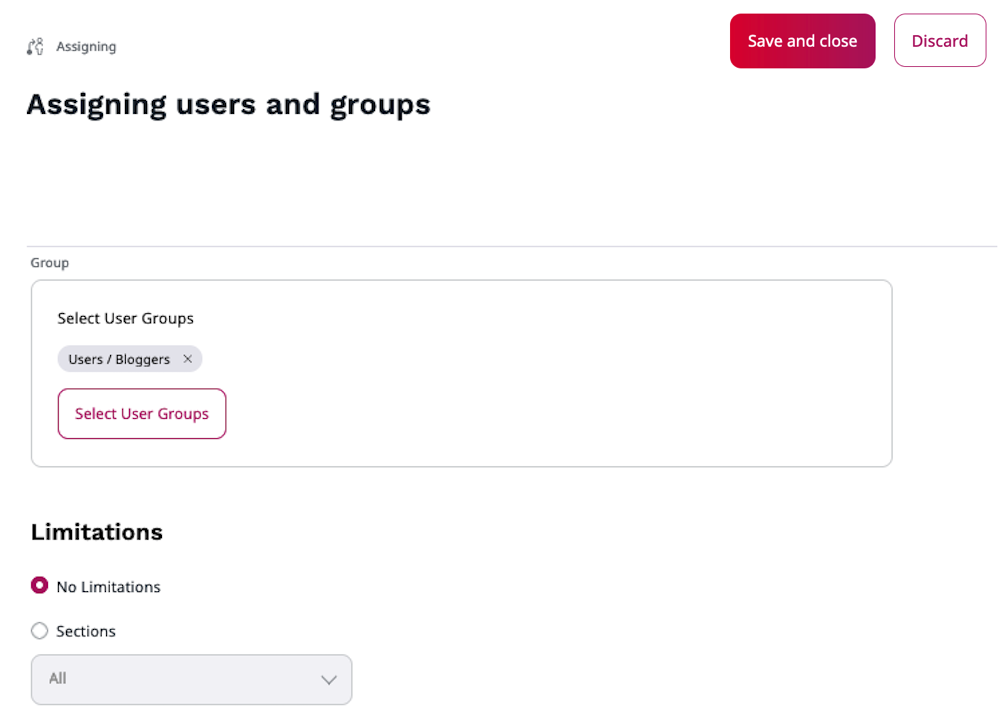 Assigning
Save and close
Discard
Assigning users and groups
Group
Select User Groups
Users / Bloggers
Select User Groups
Limitations
No Limitations
Sections
All